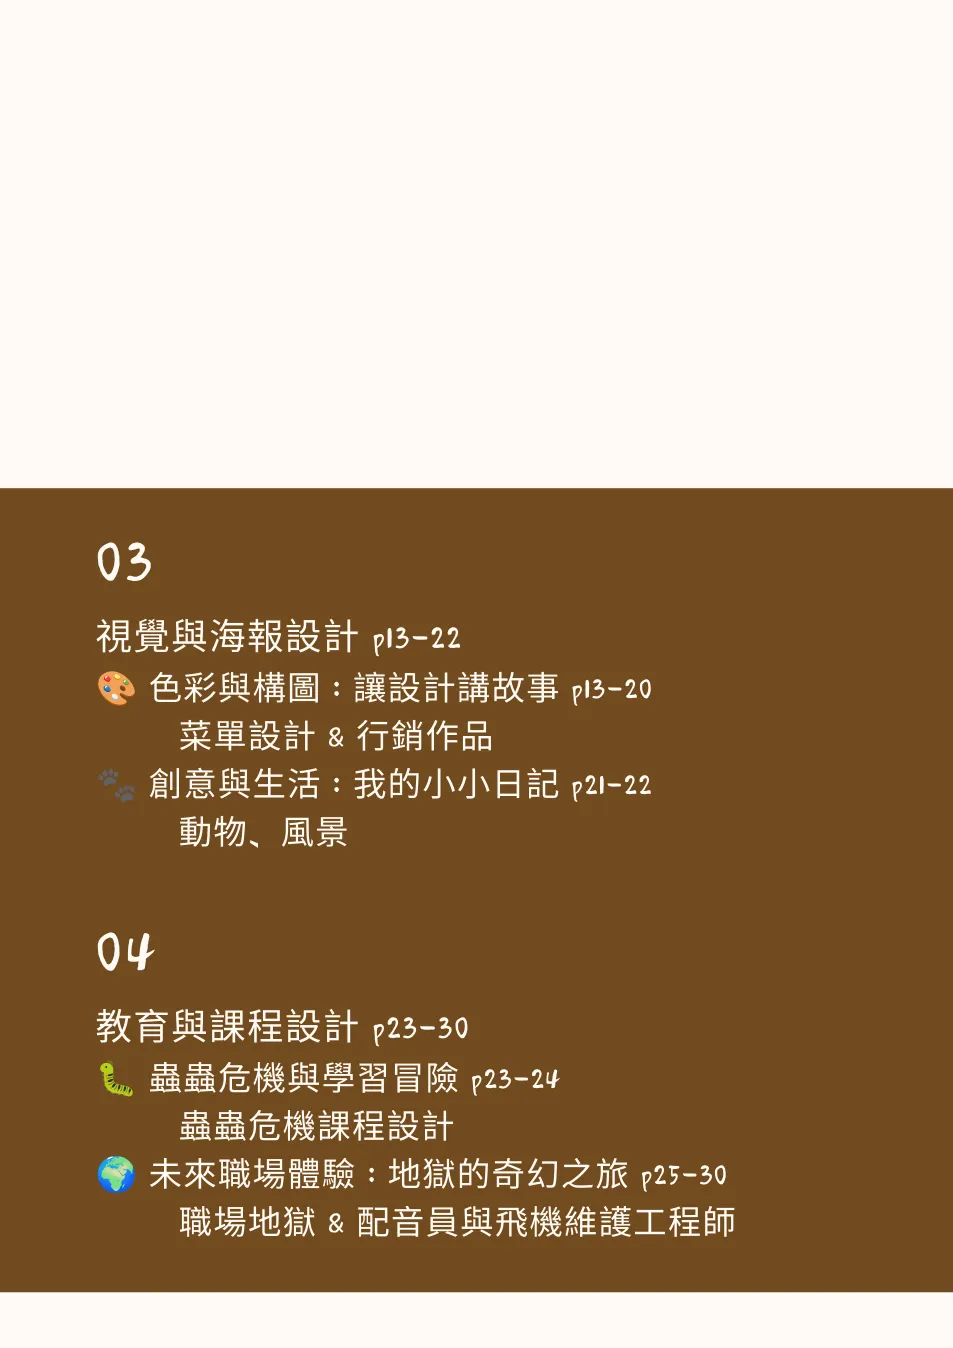 03
視覺與海報設計 p13-22
🎨 色彩與構圖：讓設計講故事 p13-20
菜單設計 & 行銷作品
🐾 創意與生活：我的小小日記 p21-22
動物、風景
04
教育與課程設計 p23-30
🐛 蟲蟲危機與學習冒險 p23-24
蟲蟲危機課程設計
🌍 未來職場體驗：地獄的奇幻之旅 p25-30
職場地獄 & 配音員與飛機維護工程師